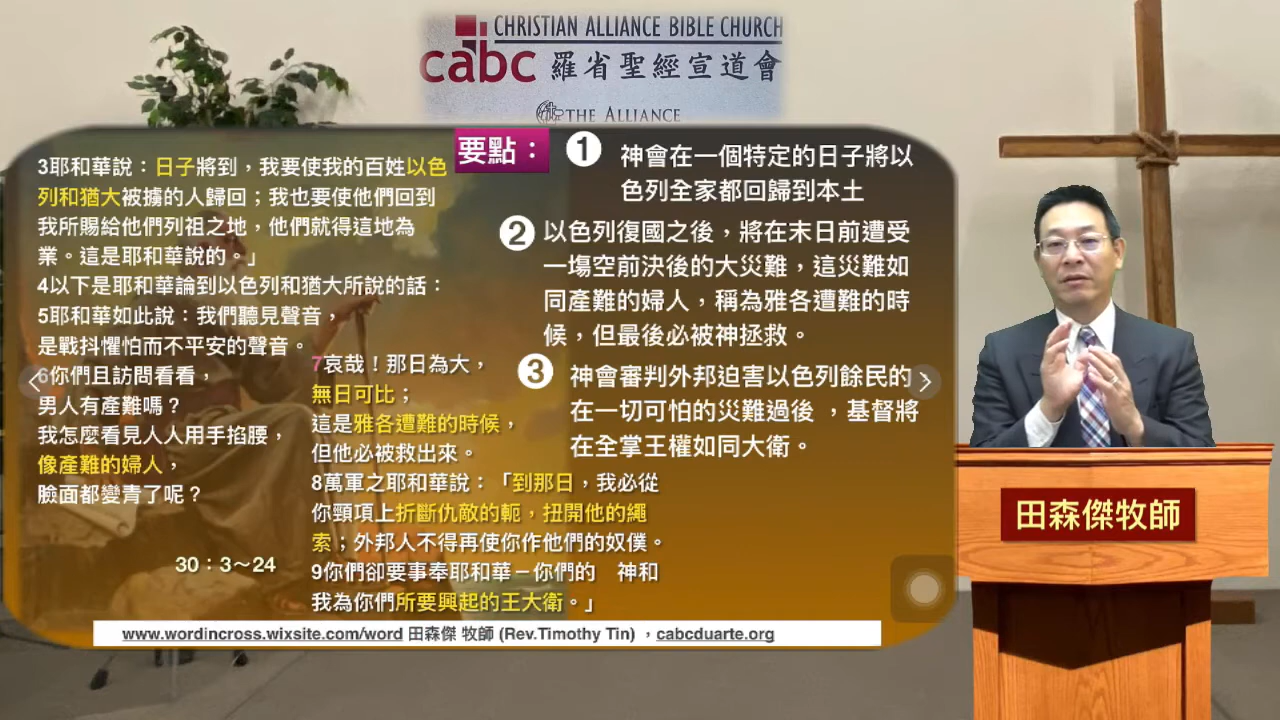 CHRISTIAN ALLIANCE BIBLE CHURCH
cabc 羅省聖經宣道會
THE ALLIANCE
3耶和華說：日子將到，我要使我的百姓以色
列和猶大被擄的人歸回；我也要使他們回到
我所賜給他們列祖之地，他們就得這地為
業。這是耶和華說的。」
4以下是耶和華論到以色列和猶大所說的話：
5耶和華如此說：我們聽見聲音，
是戰抖懼怕而不平安的聲音。
6你們且訪問看看，
男人有產難嗎？
我怎麼看見人人用手掐腰，
像產難的婦人，
臉面都變青了呢？
30：3～24
7哀哉！那日為大，
無日可比；
這是雅各遭難的時候，
但他必被救出來。
8萬軍之耶和華說：「到那日，我必從
你頸項上折斷仇敵的軛，扭開他的繩
索；外邦人不得再使你作他們的奴僕。
9你們卻要事奉耶和華－你們的　神和
我為你們所要興起的王大衛。」
要點：
1 神會在一個特定的日子將以
色列全家都回歸到本土
2 以色列復國之後，將在末日前遭受
一場空前決後的大災難，這災難如
同產難的婦人，稱為雅各遭難的時
候，但最後必被神拯救。
3 神會審判外邦迫害以色列餘民的
在一切可怕的災難過後 ，基督將
在全掌王權如同大衛。
田森傑牧師
www.wordincross.wixsite.com/word 田森傑 牧師 (Rev.Timothy Tin) ，cabcduarte.org